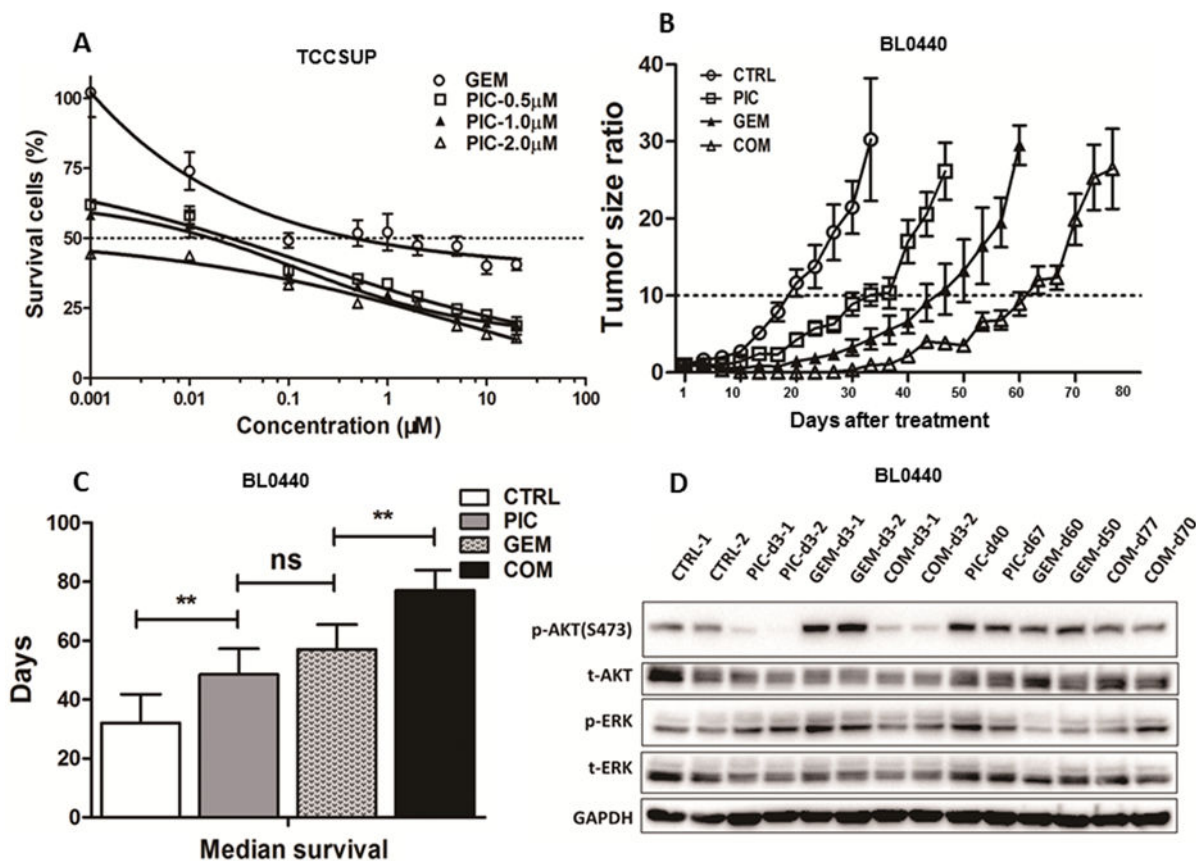 A
TCCSUP
GEM
PIC-0.5µM
PIC-1.0µM
PIC-2.0µM
Survival cells (%)
100
75
50
25
0
0.001 0.01 0.1 1 10 100
Concentration (µM)
B
BL0440
CTRL
PIC
GEM
COM
Tumor size ratio
40
30
20
10
0
1 10 20 30 40 50 60 70 80
Days after treatment
C
BL0440
CTRL
PIC
GEM
COM
**
ns
**
Days
100
80
60
40
20
0
Median survival
D
BL0440
CTRL-1 CTRL-2 PIC-d3-1 PIC-d3-2 GEM-d3-1 GEM-d3-2 COM-d3-1 COM-d3-2 PIC-d40 PIC-d67 GEM-d60 GEM-d50 COM-d77 COM-d70
p-AKT(S473)
t-AKT
p-ERK
t-ERK
GAPDH